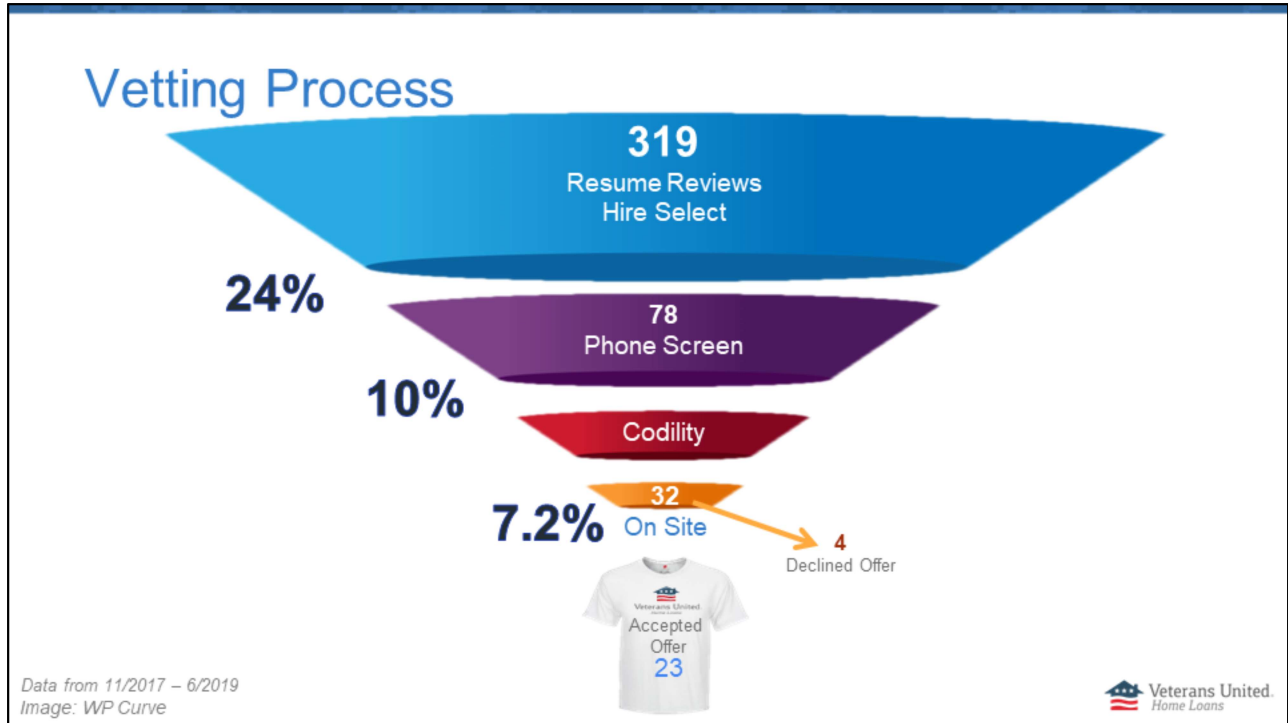 Vetting Process
319
Resume Reviews
Hire Select
24%
78
Phone Screen
10%
Codility
32
7.2%
On Site
4
Declined Offer
Veterans United
Home Loans
Accepted
Offer
23
Data from 11/2017 – 6/2019
Image: WP Curve
Veterans United.
Home Loans